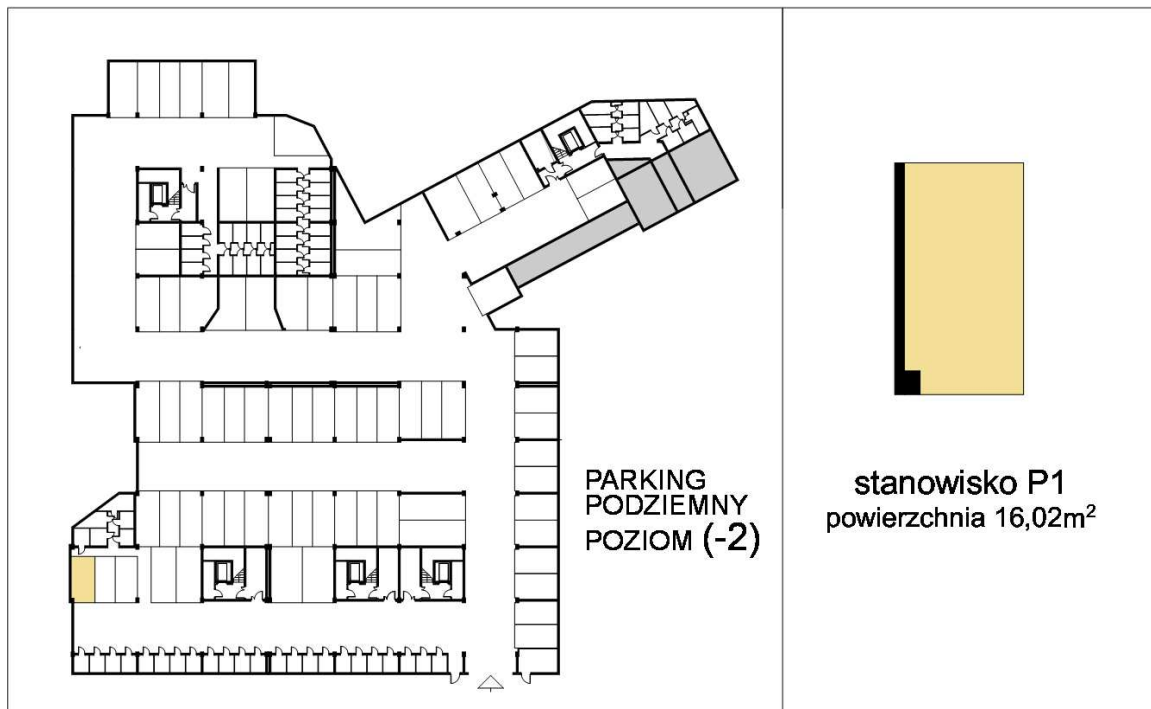 PARKING
PODZIEMNY
POZIOM (-2)
stanowisko P1
powierzchnia 16,02m²